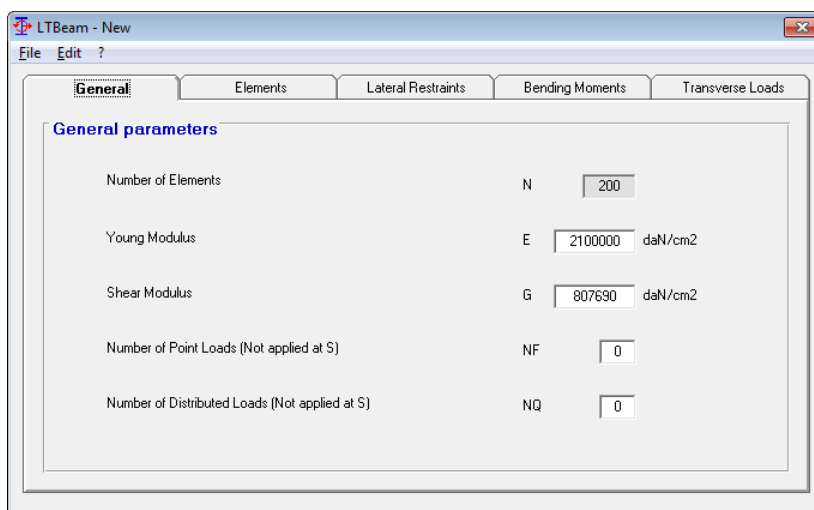 LTBeam - New
File Edit ?
General Elements Lateral Restraints Bending Moments Transverse Loads
General parameters
Number of Elements N 200
Young Modulus E 2100000 daN/cm2
Shear Modulus G 807690 daN/cm2
Number of Point Loads (Not applied at S) NF 0
Number of Distributed Loads (Not applied at S) NQ 0